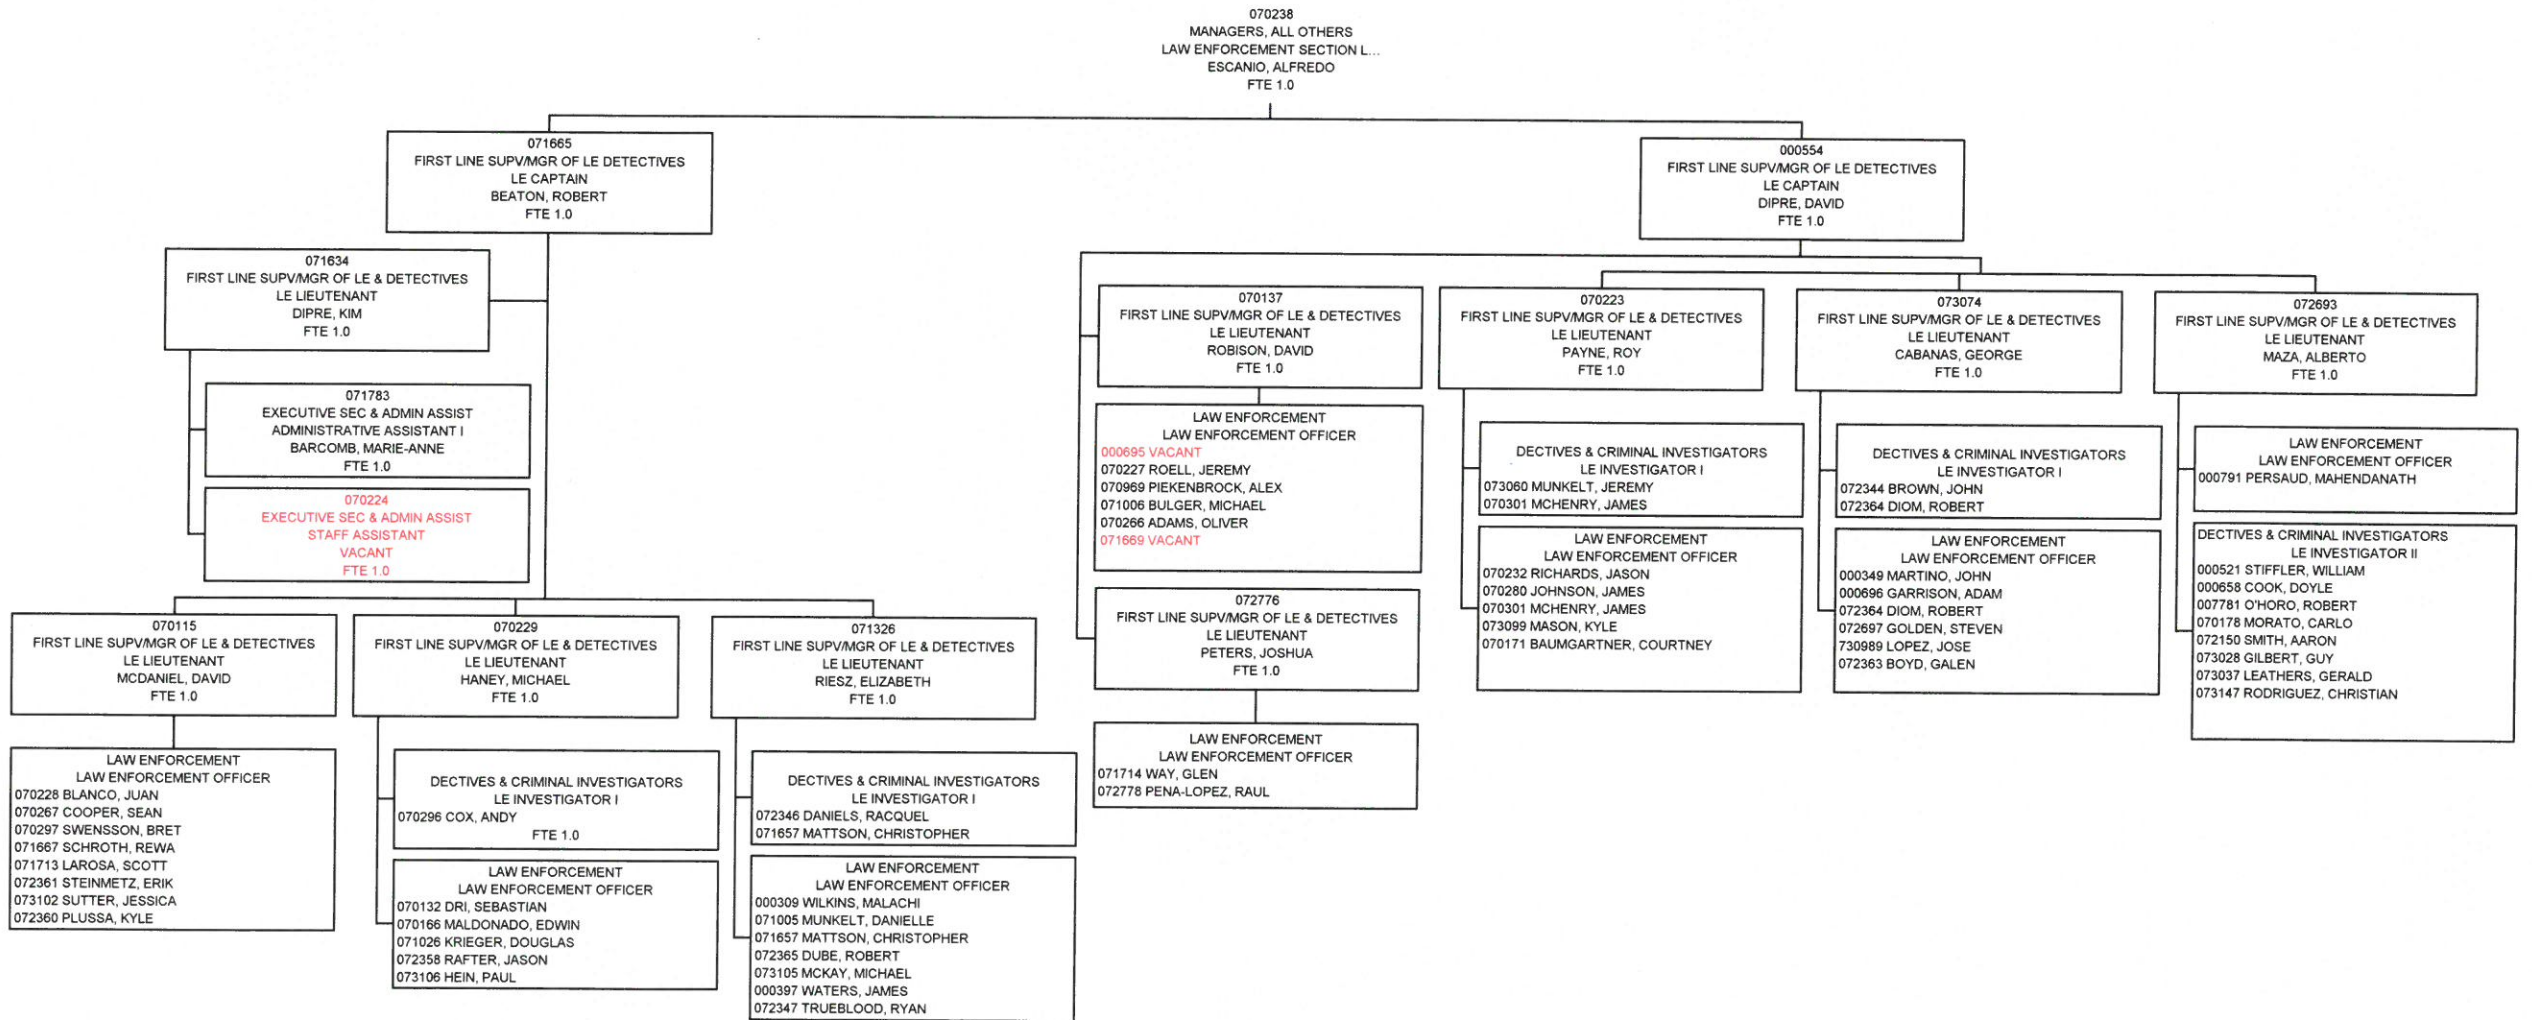 070238
MANAGERS, ALL OTHERS
LAW ENFORCEMENT SECTION L...
ESCANIO, ALFREDO
FTE 1.0
071665
FIRST LINE SUPV/MGR OF LE DETECTIVES
LE CAPTAIN
BEATON, ROBERT
FTE 1.0
000554
FIRST LINE SUPV/MGR OF LE DETECTIVES
LE CAPTAIN
DIPRE, DAVID
FTE 1.0
071634
FIRST LINE SUPV/MGR OF LE & DETECTIVES
LE LIEUTENANT
DIPRE, KIM
FTE 1.0
071783
EXECUTIVE SEC & ADMIN ASSIST
ADMINISTRATIVE ASSISTANT I
BARCOMB, MARIE-ANNE
FTE 1.0
070224
EXECUTIVE SEC & ADMIN ASSIST
STAFF ASSISTANT
VACANT
FTE 1.0
070115
FIRST LINE SUPV/MGR OF LE & DETECTIVES
LE LIEUTENANT
MCDANIEL, DAVID
FTE 1.0
LAW ENFORCEMENT
LAW ENFORCEMENT OFFICER
070228 BLANCO, JUAN
070267 COOPER, SEAN
070297 SWENSSON, BRET
071667 SCHROTH, REWA
071713 LAROSA, SCOTT
072361 STEINMETZ, ERIK
073102 SUTTER, JESSICA
072360 PLUSSA, KYLE
070229
FIRST LINE SUPV/MGR OF LE & DETECTIVES
LE LIEUTENANT
HANEY, MICHAEL
FTE 1.0
DECTIVES & CRIMINAL INVESTIGATORS
LE INVESTIGATOR I
070296 COX, ANDY
FTE 1.0
LAW ENFORCEMENT
LAW ENFORCEMENT OFFICER
070132 DRI, SEBASTIAN
070166 MALDONADO, EDWIN
071026 KRIEGER, DOUGLAS
072358 RAFTER, JASON
073106 HEIN, PAUL
071326
FIRST LINE SUPV/MGR OF LE & DETECTIVES
LE LIEUTENANT
RIESZ, ELIZABETH
FTE 1.0
DECTIVES & CRIMINAL INVESTIGATORS
LE INVESTIGATOR I
072346 DANIELS, RACQUEL
071657 MATTSON, CHRISTOPHER
LAW ENFORCEMENT
LAW ENFORCEMENT OFFICER
000309 WILKINS, MALACHI
071005 MUNKELT, DANIELLE
071657 MATTSON, CHRISTOPHER
072365 DUBE, ROBERT
073105 MCKAY, MICHAEL
000397 WATERS, JAMES
072347 TRUEBLOOD, RYAN
070137
FIRST LINE SUPV/MGR OF LE & DETECTIVES
LE LIEUTENANT
ROBISON, DAVID
FTE 1.0
LAW ENFORCEMENT
LAW ENFORCEMENT OFFICER
000695 VACANT
070227 ROELL, JEREMY
070969 PIEKENBROCK, ALEX
071006 BULGER, MICHAEL
070266 ADAMS, OLIVER
071669 VACANT
072776
FIRST LINE SUPV/MGR OF LE & DETECTIVES
LE LIEUTENANT
PETERS, JOSHUA
FTE 1.0
LAW ENFORCEMENT
LAW ENFORCEMENT OFFICER
071714 WAY, GLEN
072778 PENA-LOPEZ, RAUL
070223
FIRST LINE SUPV/MGR OF LE & DETECTIVES
LE LIEUTENANT
PAYNE, ROY
FTE 1.0
DECTIVES & CRIMINAL INVESTIGATORS
LE INVESTIGATOR I
073060 MUNKELT, JEREMY
070301 MCHENRY, JAMES
LAW ENFORCEMENT
LAW ENFORCEMENT OFFICER
070232 RICHARDS, JASON
070280 JOHNSON, JAMES
070301 MCHENRY, JAMES
073099 MASON, KYLE
070171 BAUMGARTNER, COURTNEY
073074
FIRST LINE SUPV/MGR OF LE & DETECTIVES
LE LIEUTENANT
CABANAS, GEORGE
FTE 1.0
DECTIVES & CRIMINAL INVESTIGATORS
LE INVESTIGATOR I
072344 BROWN, JOHN
072364 DIOM, ROBERT
LAW ENFORCEMENT
LAW ENFORCEMENT OFFICER
000349 MARTINO, JOHN
000696 GARRISON, ADAM
072364 DIOM, ROBERT
072697 GOLDEN, STEVEN
730989 LOPEZ, JOSE
072363 BOYD, GALEN
072693
FIRST LINE SUPV/MGR OF LE & DETECTIVES
LE LIEUTENANT
MAZA, ALBERTO
FTE 1.0
LAW ENFORCEMENT
LAW ENFORCEMENT OFFICER
000791 PERSAUD, MAHENDANATH
DECTIVES & CRIMINAL INVESTIGATORS
LE INVESTIGATOR II
000521 STIFFLER, WILLIAM
000658 COOK, DOYLE
007781 O'HORO, ROBERT
070178 MORATO, CARLO
072150 SMITH, AARON
073028 GILBERT, GUY
073037 LEATHERS, GERALD
073147 RODRIGUEZ, CHRISTIAN